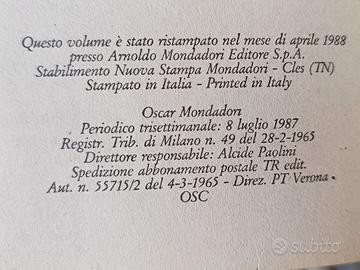 Questo volume è stato ristampato nel mese di aprile 1988
presso Arnoldo Mondadori Editore S.p.A.
Stabilimento Nuova Stampa Mondadori - Cles (TN)
Stampato in Italia - Printed in Italy
Oscar Mondadori
Periodico trisettimanale: 8 luglio 1987
Registr. Trib. di Milano n. 49 del 28-2-1965
Direttore responsabile: Alcide Paolini
Spedizione abbonamento postale TR edit.
Aut. n. 55715/2 del 4-3-1965 - Direz. PT Verona
OSC
subito